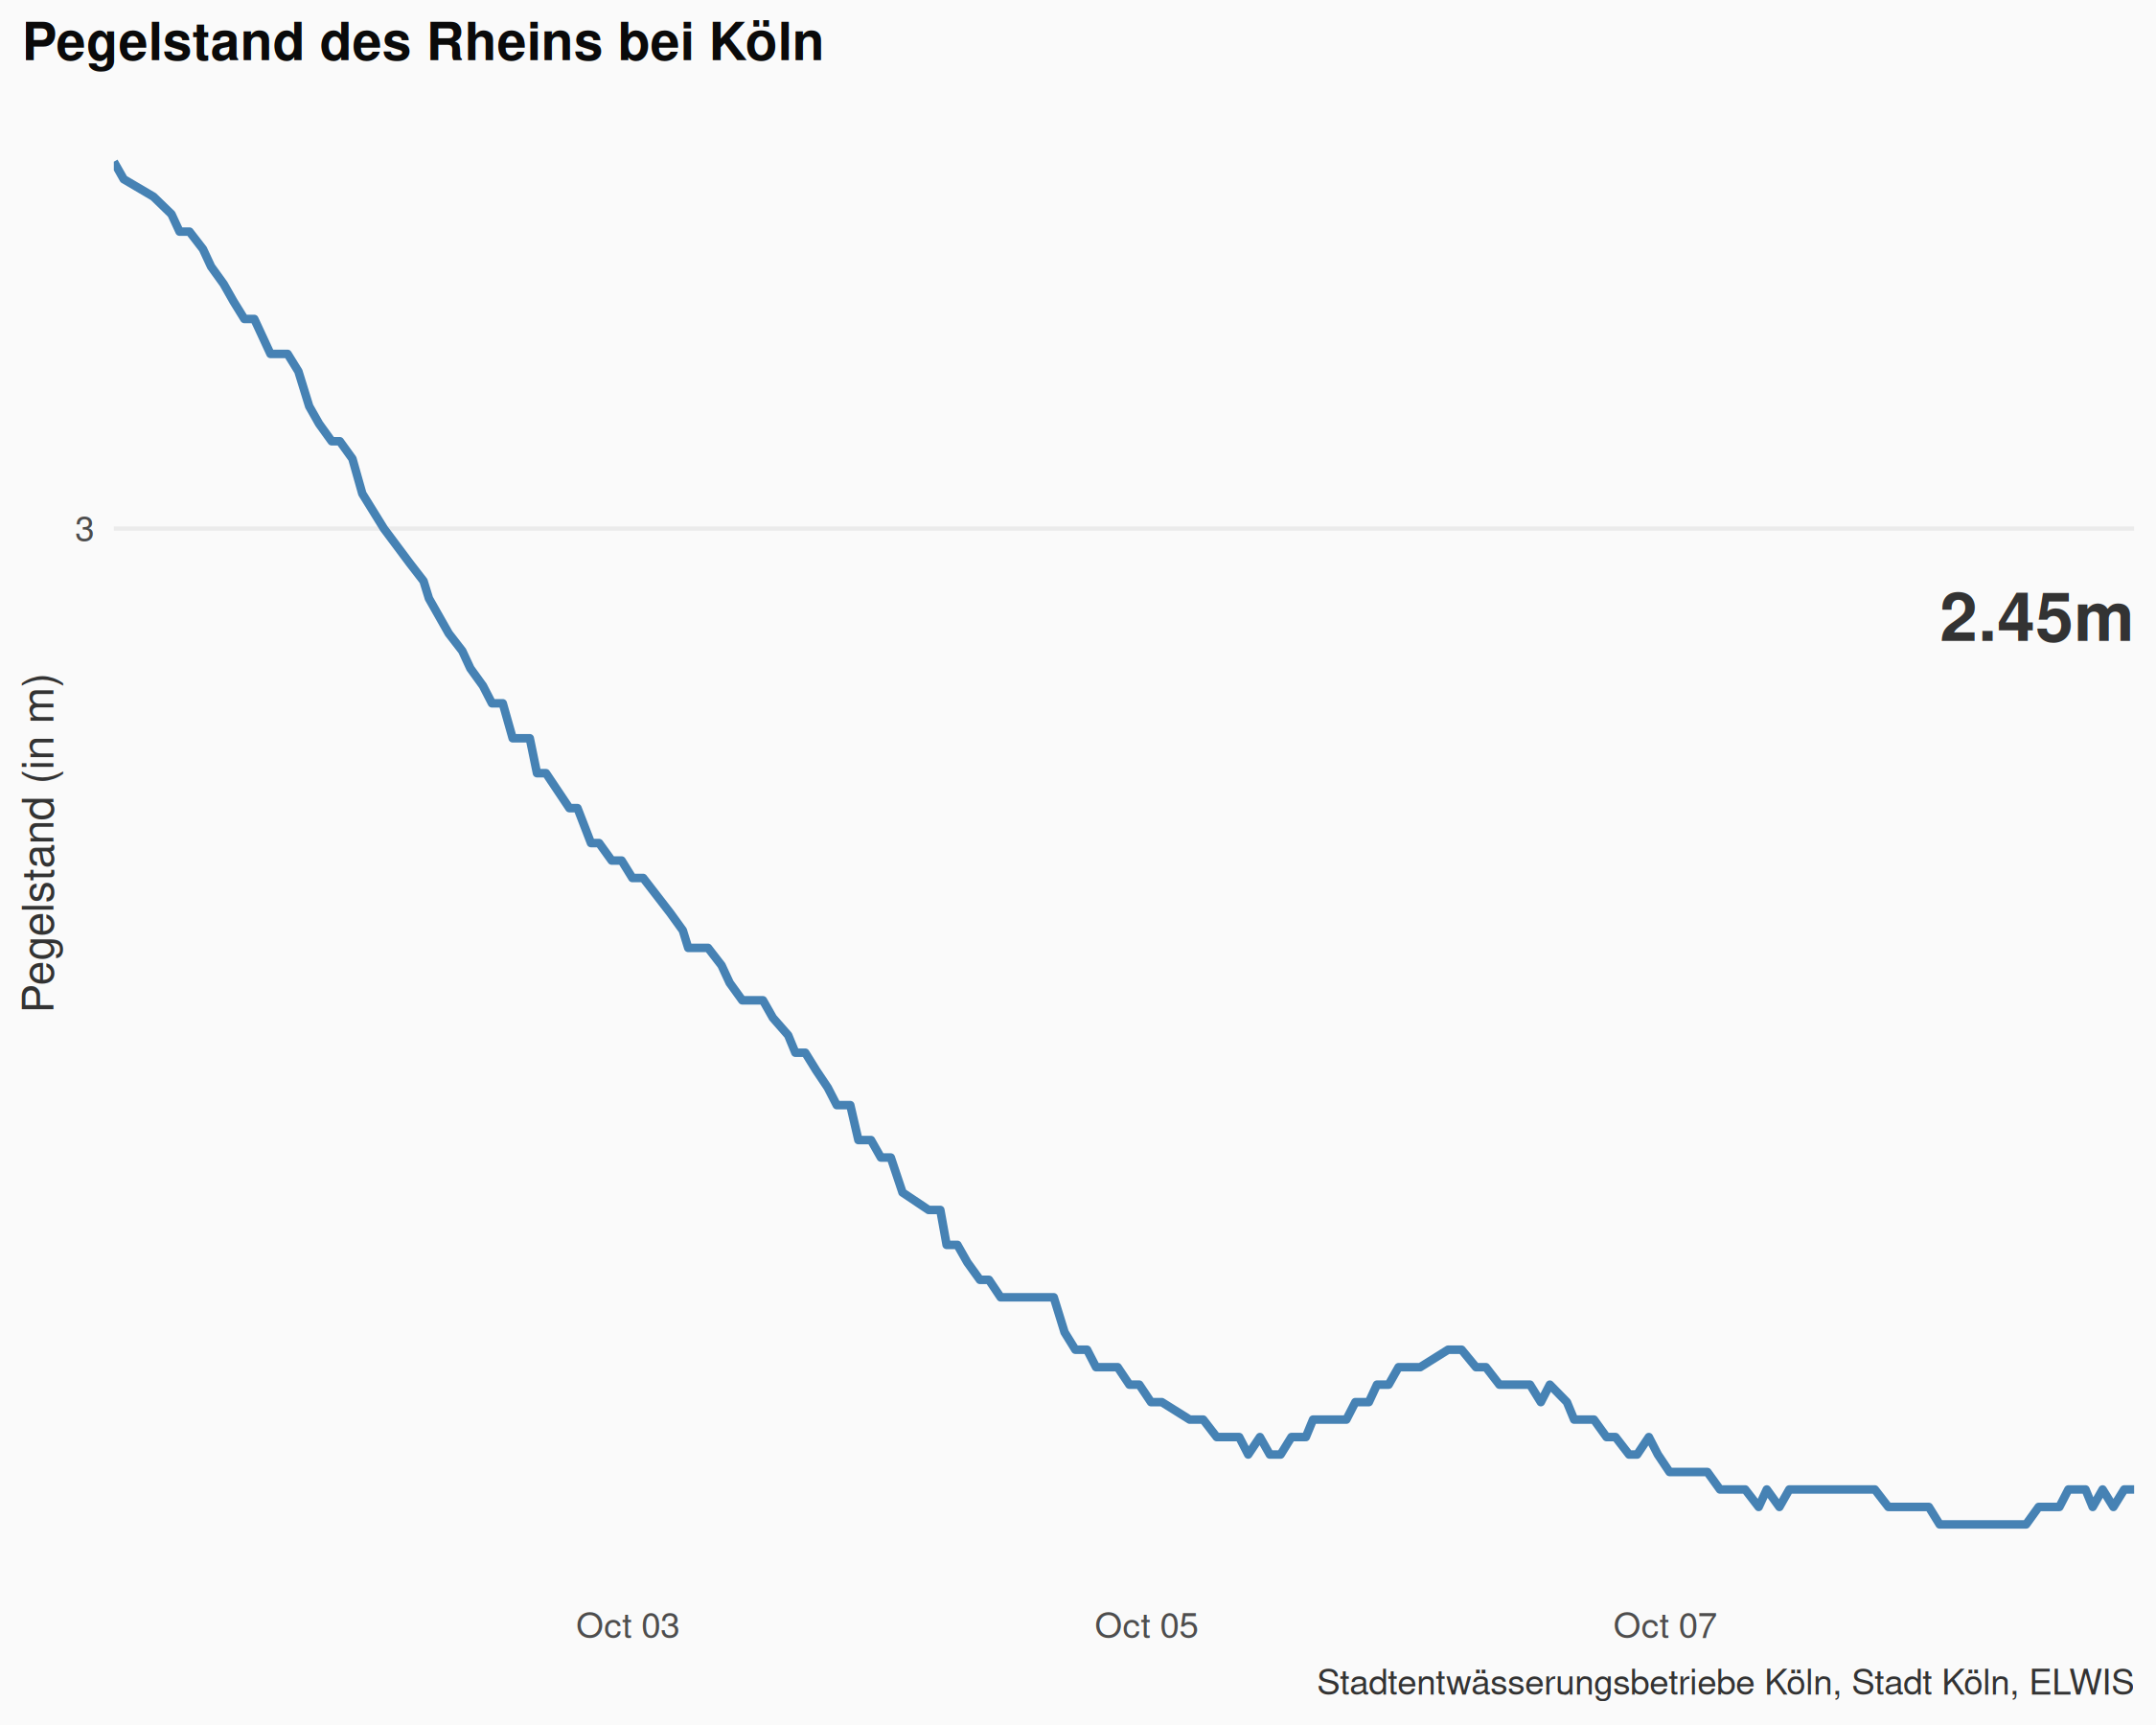 Pegelstand des Rheins bei Köln
3
2.45m
Pegelstand (in m)
Oct 03
Oct 05
Oct 07
Stadtentwässerungsbetriebe Köln, Stadt Köln, ELWIS